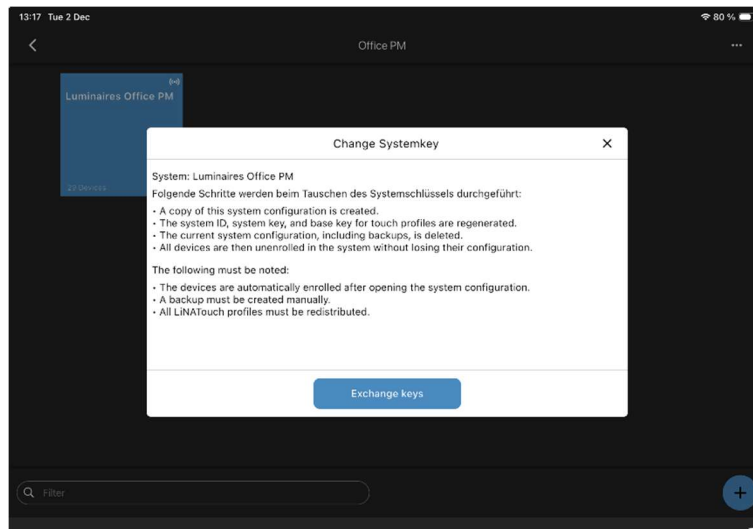 13:17 Tue 2 Dec
80 %
Office PM
Luminaires Office PM
23 Devices
Change Systemkey
System: Luminaires Office PM
Folgende Schritte werden beim Tauschen des Systemschlüssels durchgeführt:
• A copy of this system configuration is created.
• The system ID, system key, and base key for touch profiles are regenerated.
• The current system configuration, including backups, is deleted.
• All devices are then unenrolled in the system without losing their configuration.
The following must be noted:
• The devices are automatically enrolled after opening the system configuration.
• A backup must be created manually.
• All LiNATouch profiles must be redistributed.
Exchange keys
Filter